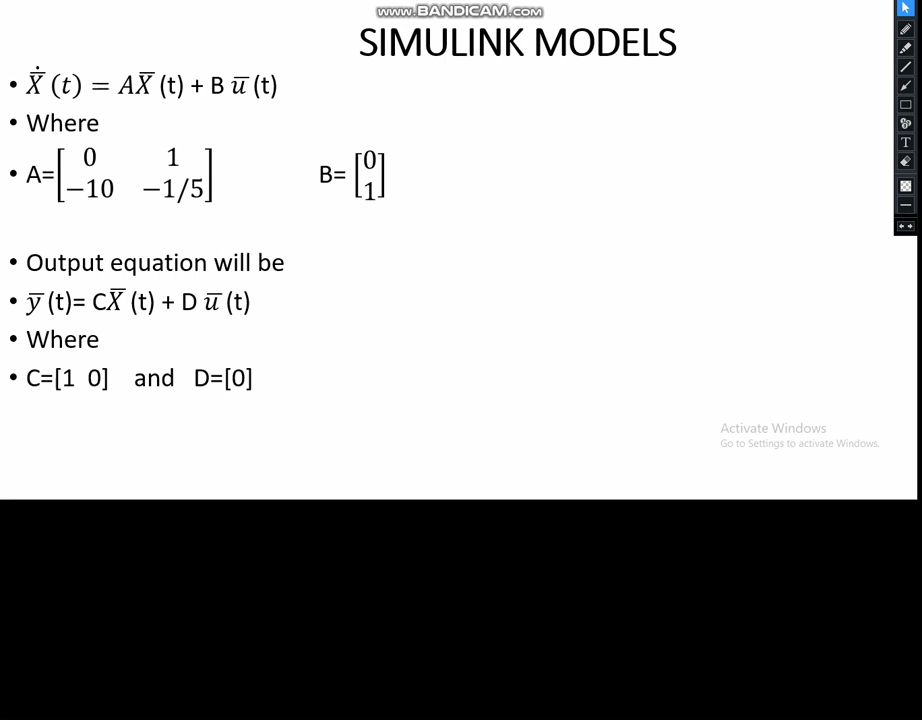 www.BANDICAM.com
SIMULINK MODELS
• Ẋ̅ (t) = AX̅ (t) + B u̅ (t)
• Where
• A=[0 1
−10 −1/5] B= [0
1]
• Output equation will be
• y̅ (t)= CX̅ (t) + D u̅ (t)
• Where
• C=[1 0] and D=[0]
Activate Windows
Go to Settings to activate Windows.